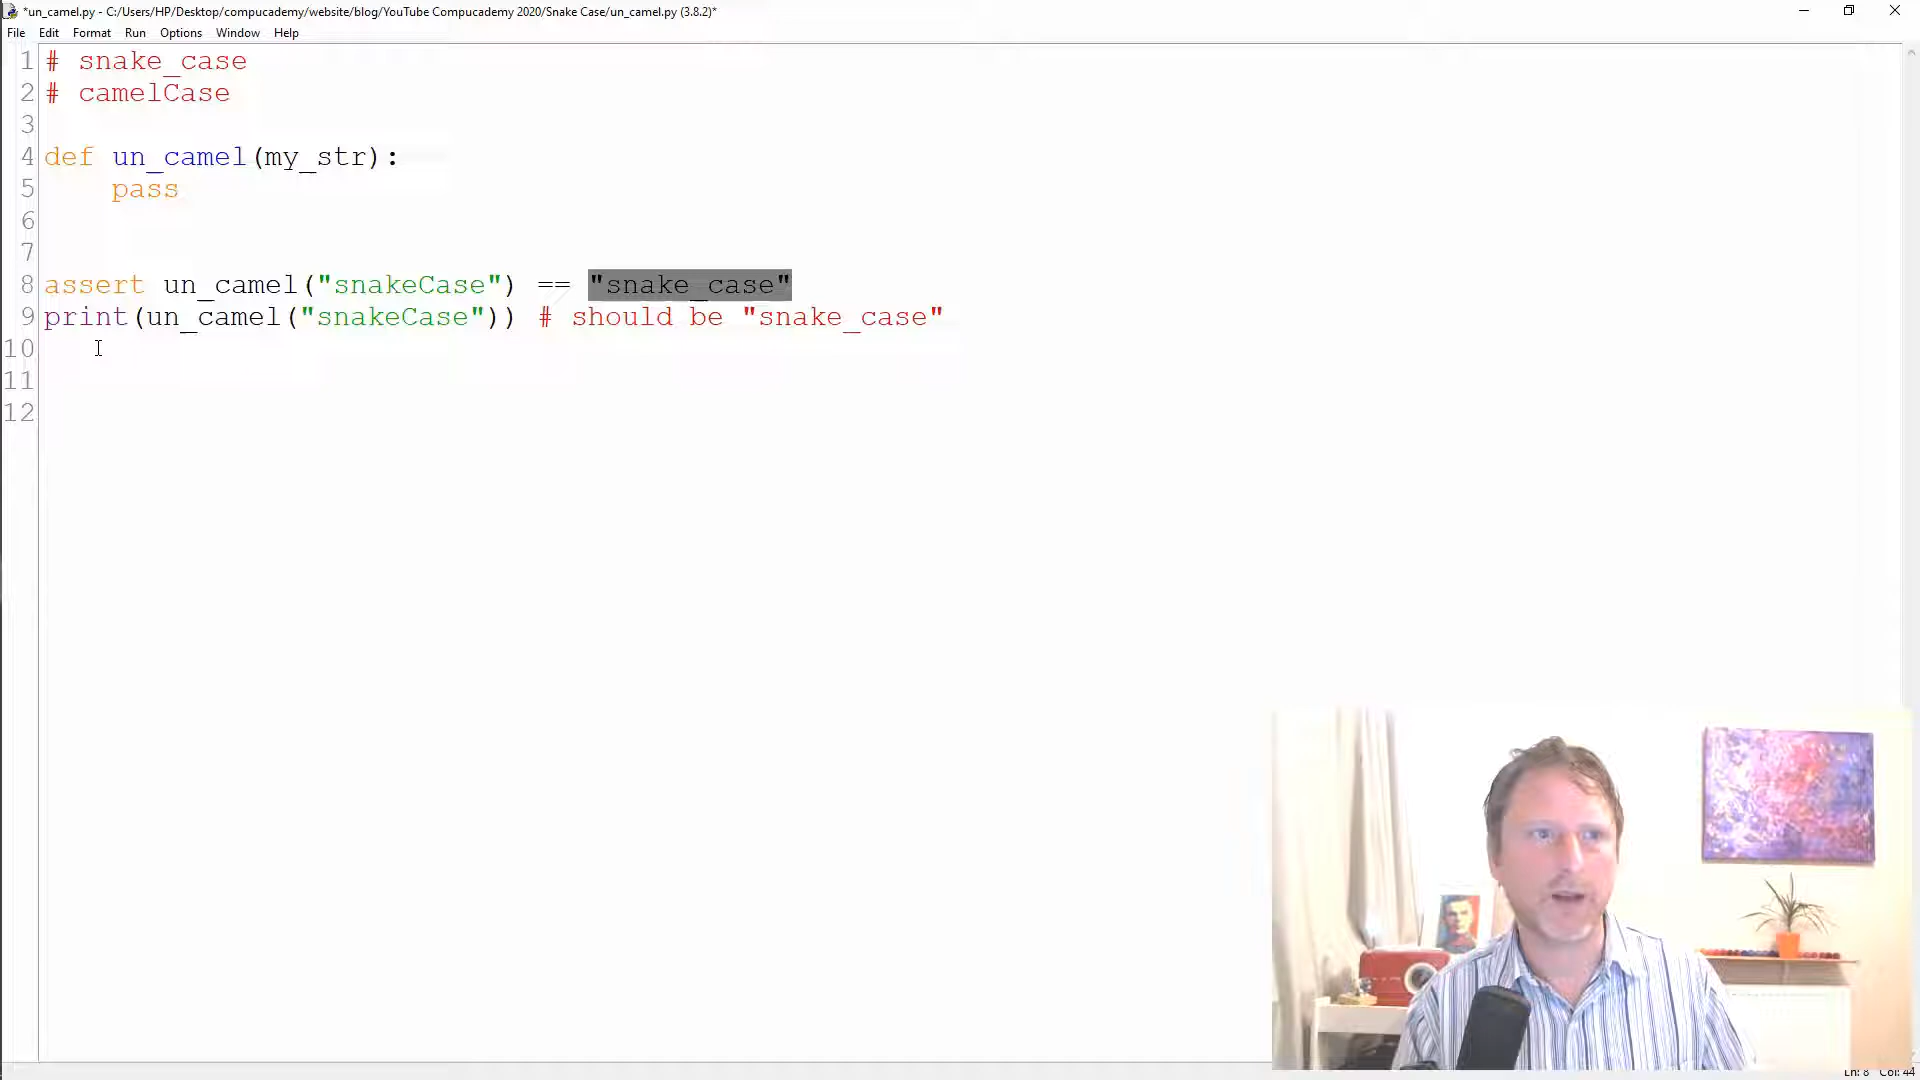 *un_camel.py - C:/Users/HP/Desktop/compucademy/website/blog/YouTube Compucademy 2020/Snake Case/un_camel.py (3.8.2)*
File Edit Format Run Options Window Help
1 # snake_case
2 # camelCase
3
4 def un_camel(my_str):
5     pass
6
7
8 assert un_camel("snakeCase") == "snake_case"
9 print(un_camel("snakeCase")) # should be "snake_case"
10
11
12
Ln: 8 Col: 44